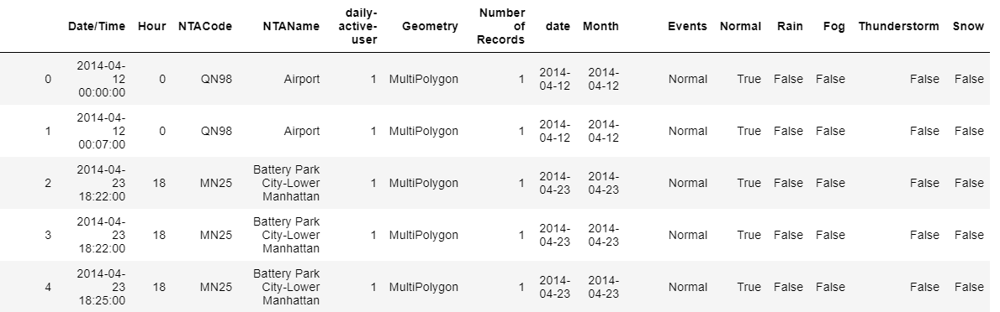 Date/Time Hour NTACode NTAName daily-active-user Geometry Number of Records date Month Events Normal Rain Fog Thunderstorm Snow
0 2014-04-12 00:00:00 0 QN98 Airport 1 MultiPolygon 1 2014-04-12 2014-04-12 Normal True False False False False
1 2014-04-12 00:07:00 0 QN98 Airport 1 MultiPolygon 1 2014-04-12 2014-04-12 Normal True False False False False
2 2014-04-23 18:22:00 18 MN25 Battery Park City-Lower Manhattan 1 MultiPolygon 1 2014-04-23 2014-04-23 Normal True False False False False
3 2014-04-23 18:22:00 18 MN25 Battery Park City-Lower Manhattan 1 MultiPolygon 1 2014-04-23 2014-04-23 Normal True False False False False
4 2014-04-23 18:25:00 18 MN25 Battery Park City-Lower Manhattan 1 MultiPolygon 1 2014-04-23 2014-04-23 Normal True False False False False